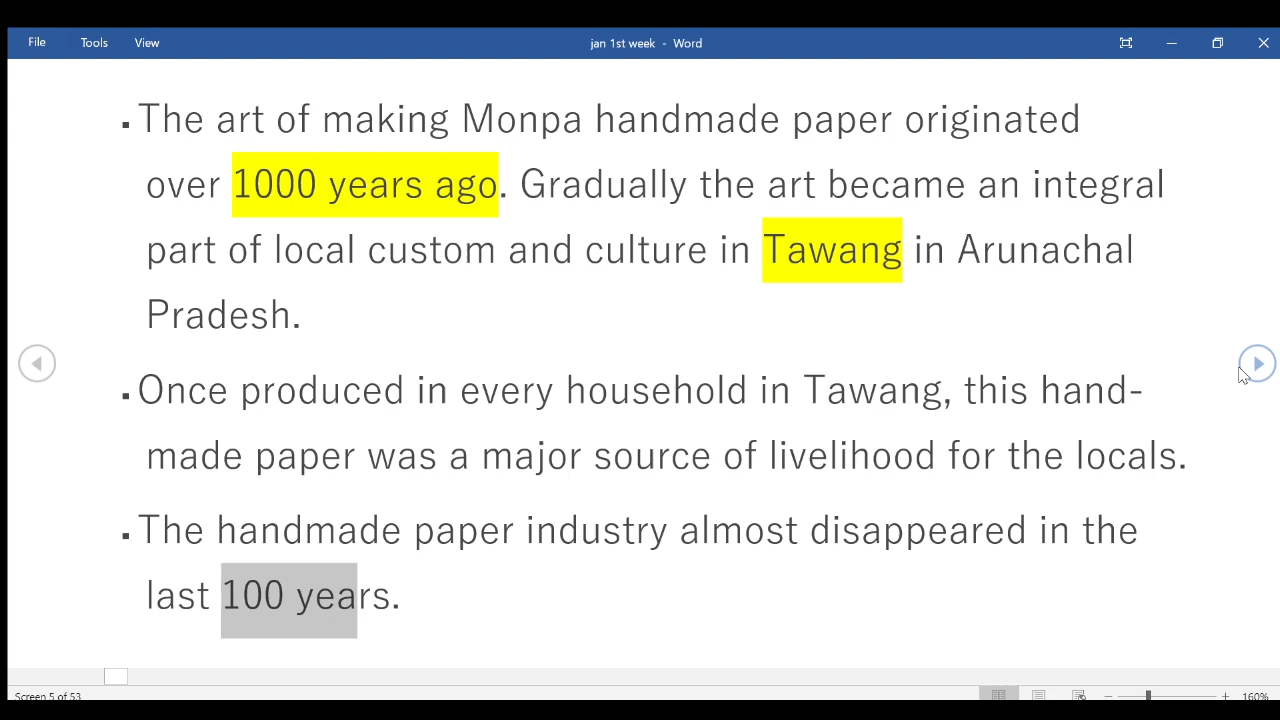 File Tools View jan 1st week - Word
▪ The art of making Monpa handmade paper originated
over 1000 years ago. Gradually the art became an integral
part of local custom and culture in Tawang in Arunachal
Pradesh.
▪ Once produced in every household in Tawang, this hand-
made paper was a major source of livelihood for the locals.
▪ The handmade paper industry almost disappeared in the
last 100 years.
Screen 5 of 53 160%